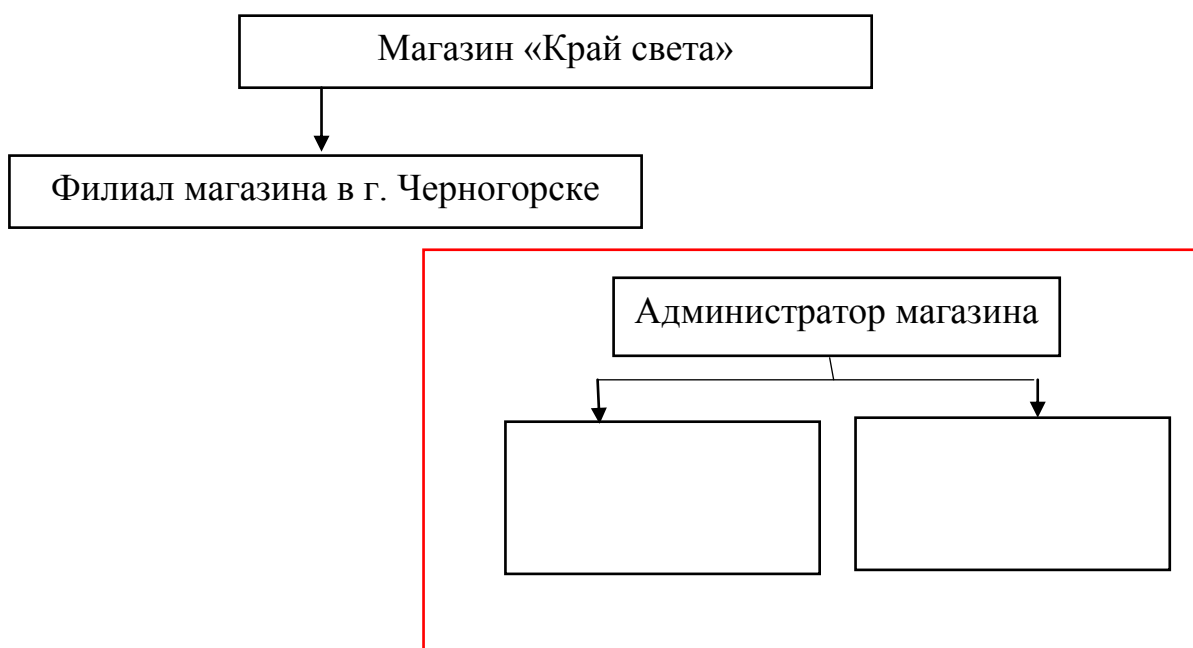 Магазин «Край света»
Филиал магазина в г. Черногорске
Администратор магазина